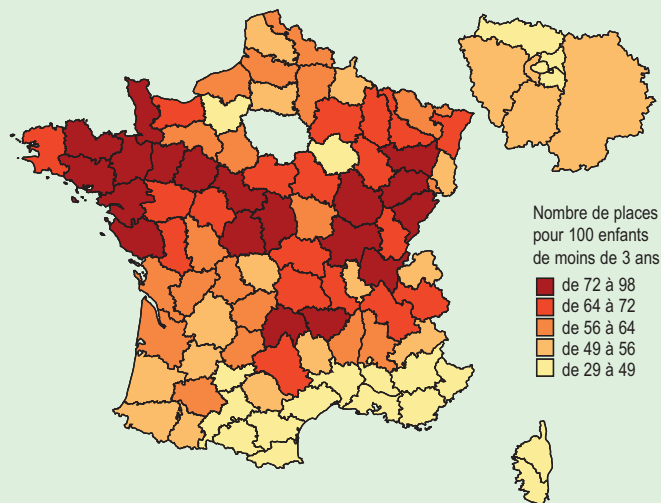 Nombre de places
pour 100 enfants
de moins de 3 ans
de 72 à 98
de 64 à 72
de 56 à 64
de 49 à 56
de 29 à 49